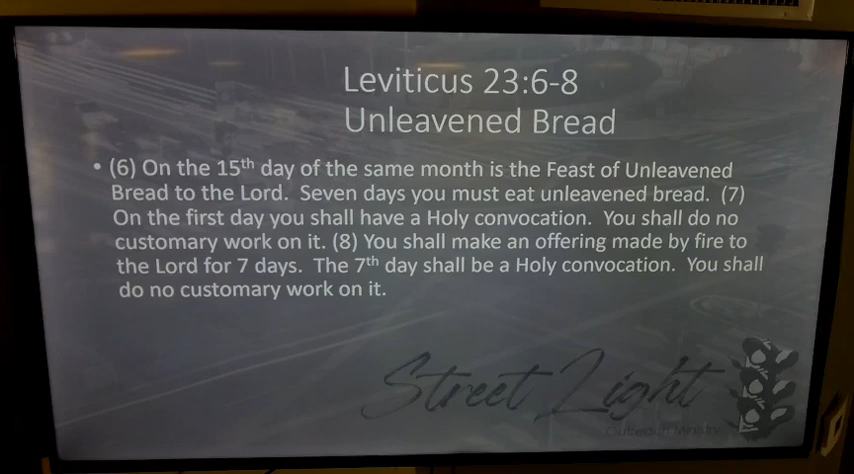 Leviticus 23:6-8
Unleavened Bread
• (6) On the 15th day of the same month is the Feast of Unleavened
Bread to the Lord. Seven days you must eat unleavened bread. (7)
On the first day you shall have a Holy convocation. You shall do no
customary work on it. (8) You shall make an offering made by fire to
the Lord for 7 days. The 7th day shall be a Holy convocation. You shall
do no customary work on it.
Street Light
Outreach Ministry